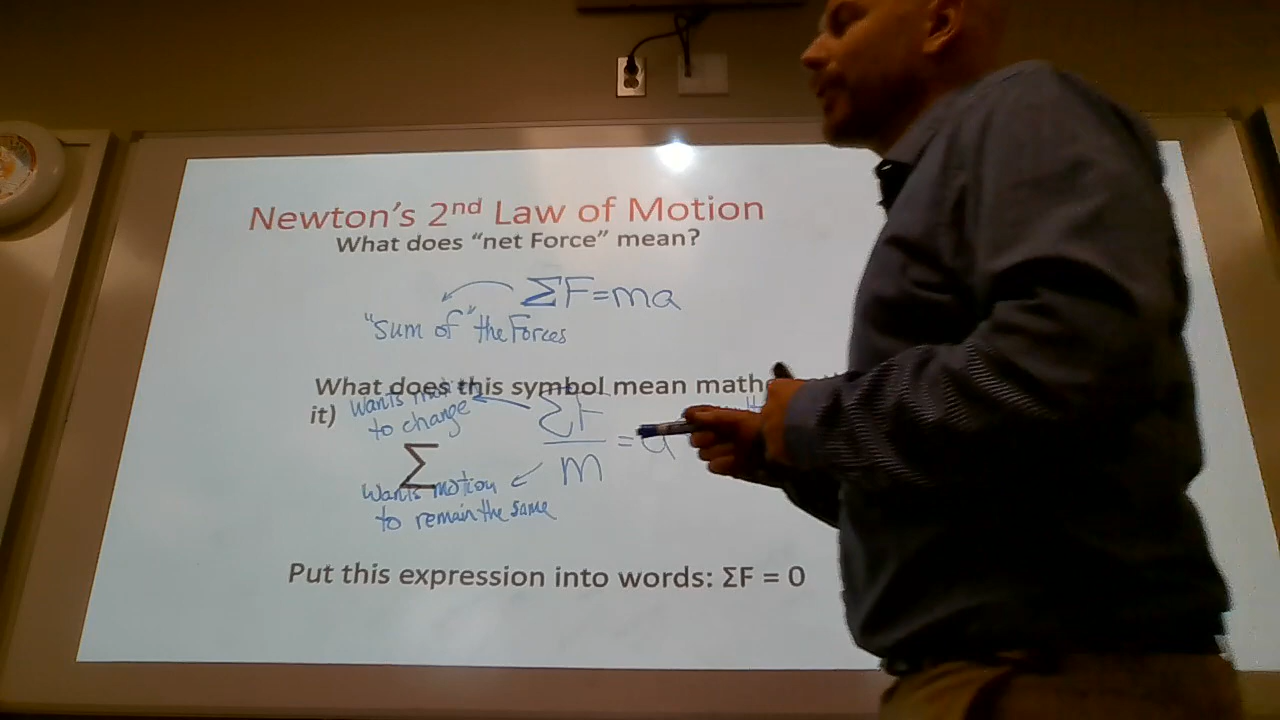 Newton's 2nd Law of Motion
What does "net Force" mean?
ΣF=ma
"sum of" the Forces
What does this symbol mean
it)
Wants
to change
ΣF
= a
m
Σ
Wants motion
to remain the same
Put this expression into words: ΣF = 0